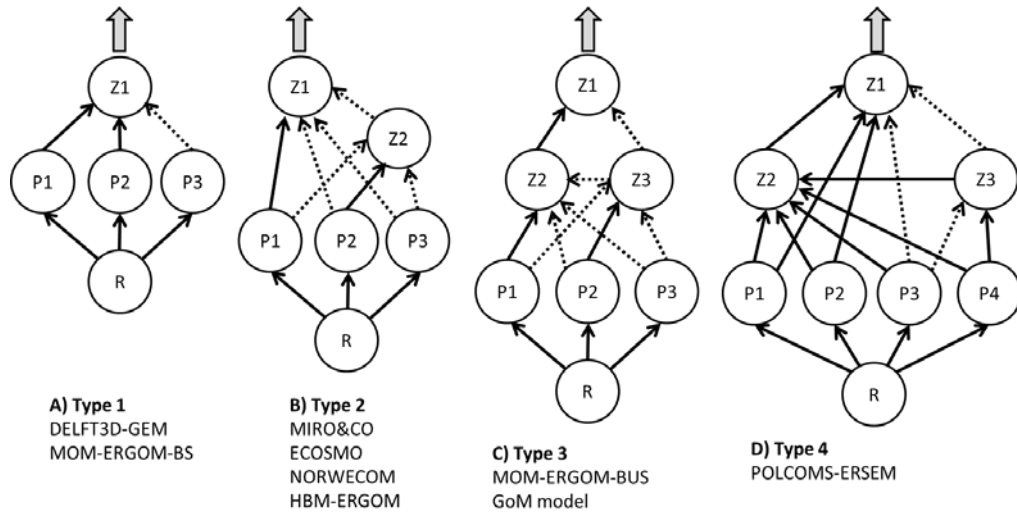 Z1
P1 P2 P3
R
A) Type 1
DELFT3D-GEM
MOM-ERGOM-BS
Z1
Z2
P1 P2 P3
R
B) Type 2
MIRO&CO
ECOSMO
NORWECOM
HBM-ERGOM
Z1
Z2 Z3
P1 P2 P3
R
C) Type 3
MOM-ERGOM-BUS
GoM model
Z1
Z2 Z3
P1 P2 P3 P4
R
D) Type 4
POLCOMS-ERSEM